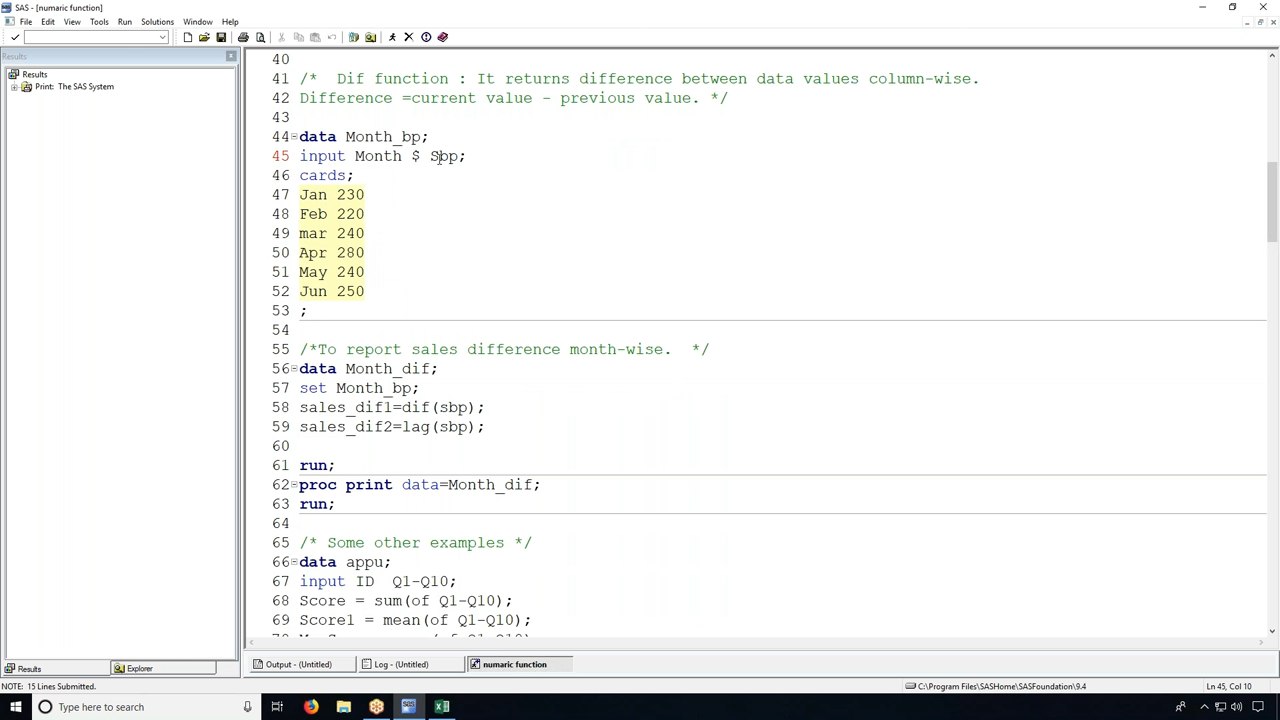 SAS - [numaric function]
File Edit View Tools Run Solutions Window Help
Results
Results
Print: The SAS System
40
41 /* Dif function : It returns difference between data values column-wise.
42 Difference =current value - previous value. */
43
44 data Month_bp;
45 input Month $ Sbp;
46 cards;
47 Jan 230
48 Feb 220
49 mar 240
50 Apr 280
51 May 240
52 Jun 250
53 ;
54
55 /*To report sales difference month-wise. */
56 data Month_dif;
57 set Month_bp;
58 sales_dif1=dif(sbp);
59 sales_dif2=lag(sbp);
60
61 run;
62 proc print data=Month_dif;
63 run;
64
65 /* Some other examples */
66 data appu;
67 input ID Q1-Q10;
68 Score = sum(of Q1-Q10);
69 Score1 = mean(of Q1-Q10);
Results Explorer Output - (Untitled) Log - (Untitled) numaric function
NOTE: 15 Lines Submitted. C:\Program Files\SASHome\SASFoundation\9.4 Ln 45, Col 10
Type here to search ENG